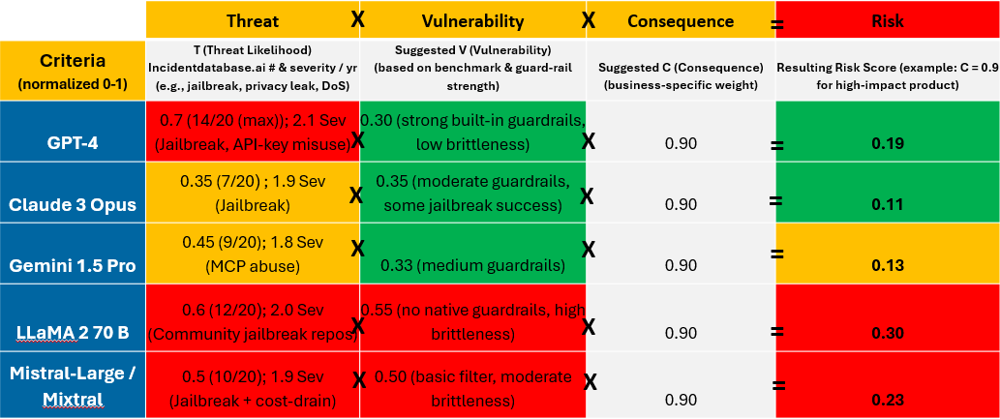 Threat X Vulnerability X Consequence = Risk
Criteria
(normalized 0-1)
T (Threat Likelihood)
Incidentdatabase.ai # & severity / yr
(e.g., jailbreak, privacy leak, DoS)
Suggested V (Vulnerability)
(based on benchmark & guard-rail
strength)
Suggested C (Consequence)
(business-specific weight)
Resulting Risk Score (example: C = 0.9
for high-impact product)
GPT-4
0.7 (14/20 (max)); 2.1 Sev
(Jailbreak, API-key misuse)
X
0.30 (strong built-in guardrails,
low brittleness)
X
0.90
=
0.19
Claude 3 Opus
0.35 (7/20) ; 1.9 Sev
(Jailbreak)
X
0.35 (moderate guardrails,
some jailbreak success)
X
0.90
=
0.11
Gemini 1.5 Pro
0.45 (9/20); 1.8 Sev
(MCP abuse)
X
0.33 (medium guardrails)
X
0.90
=
0.13
LLaMA 2 70 B
0.6 (12/20); 2.0 Sev
(Community jailbreak repos)
X
0.55 (no native guardrails, high
brittleness)
X
0.90
=
0.30
Mistral-Large /
Mixtral
0.5 (10/20); 1.9 Sev
(Jailbreak + cost-drain)
X
0.50 (basic filter, moderate
brittleness)
X
0.90
=
0.23